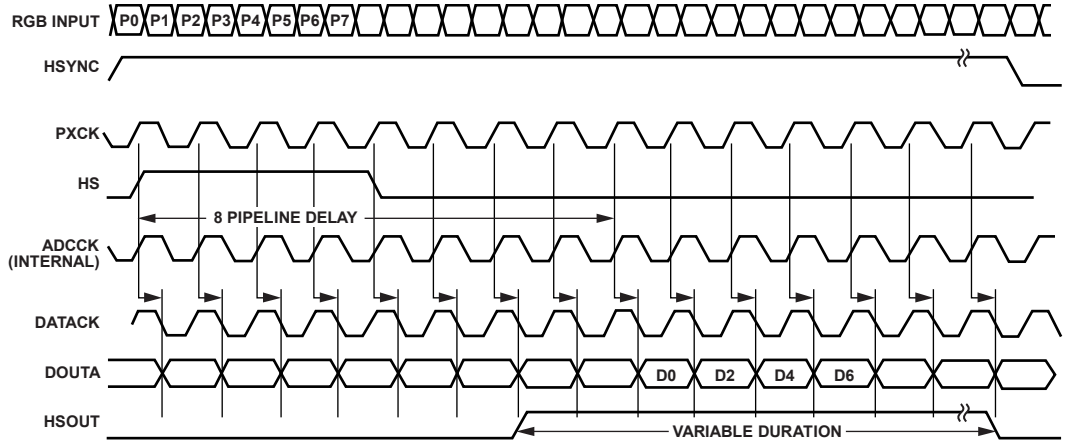 RGB INPUT P0 P1 P2 P3 P4 P5 P6 P7
HSYNC
PXCK
HS
8 PIPELINE DELAY
ADCCK
(INTERNAL)
DATACK
DOUTA D0 D2 D4 D6
HSOUT
VARIABLE DURATION